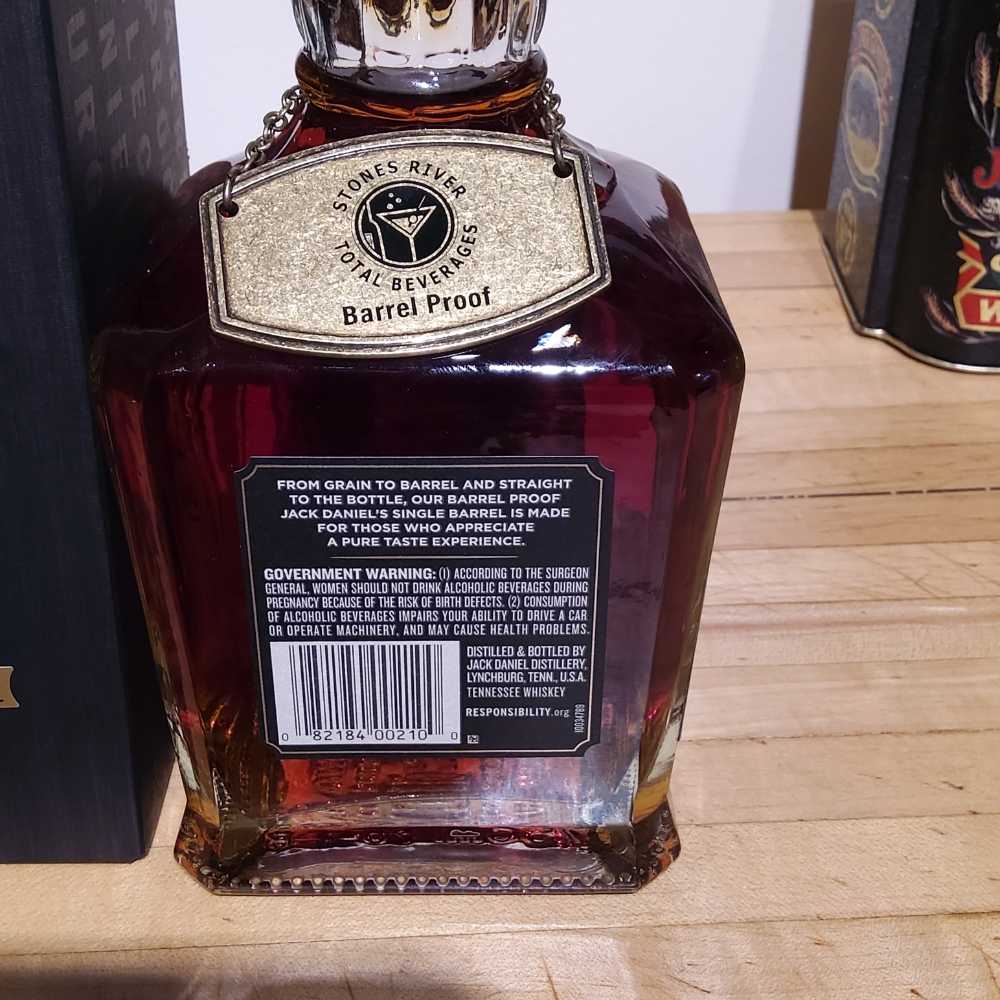 STONES RIVER
TOTAL BEVERAGES
Barrel Proof
FROM GRAIN TO BARREL AND STRAIGHT
TO THE BOTTLE, OUR BARREL PROOF
JACK DANIEL'S SINGLE BARREL IS MADE
FOR THOSE WHO APPRECIATE
A PURE TASTE EXPERIENCE.
GOVERNMENT WARNING: (1) ACCORDING TO THE SURGEON
GENERAL, WOMEN SHOULD NOT DRINK ALCOHOLIC BEVERAGES DURING
PREGNANCY BECAUSE OF THE RISK OF BIRTH DEFECTS. (2) CONSUMPTION
OF ALCOHOLIC BEVERAGES IMPAIRS YOUR ABILITY TO DRIVE A CAR
OR OPERATE MACHINERY, AND MAY CAUSE HEALTH PROBLEMS.
DISTILLED & BOTTLED BY
JACK DANIEL DISTILLERY,
LYNCHBURG, TENN., U.S.A.
TENNESSEE WHISKEY
RESPONSIBILITY.org
10034789
0 82184 00210 0